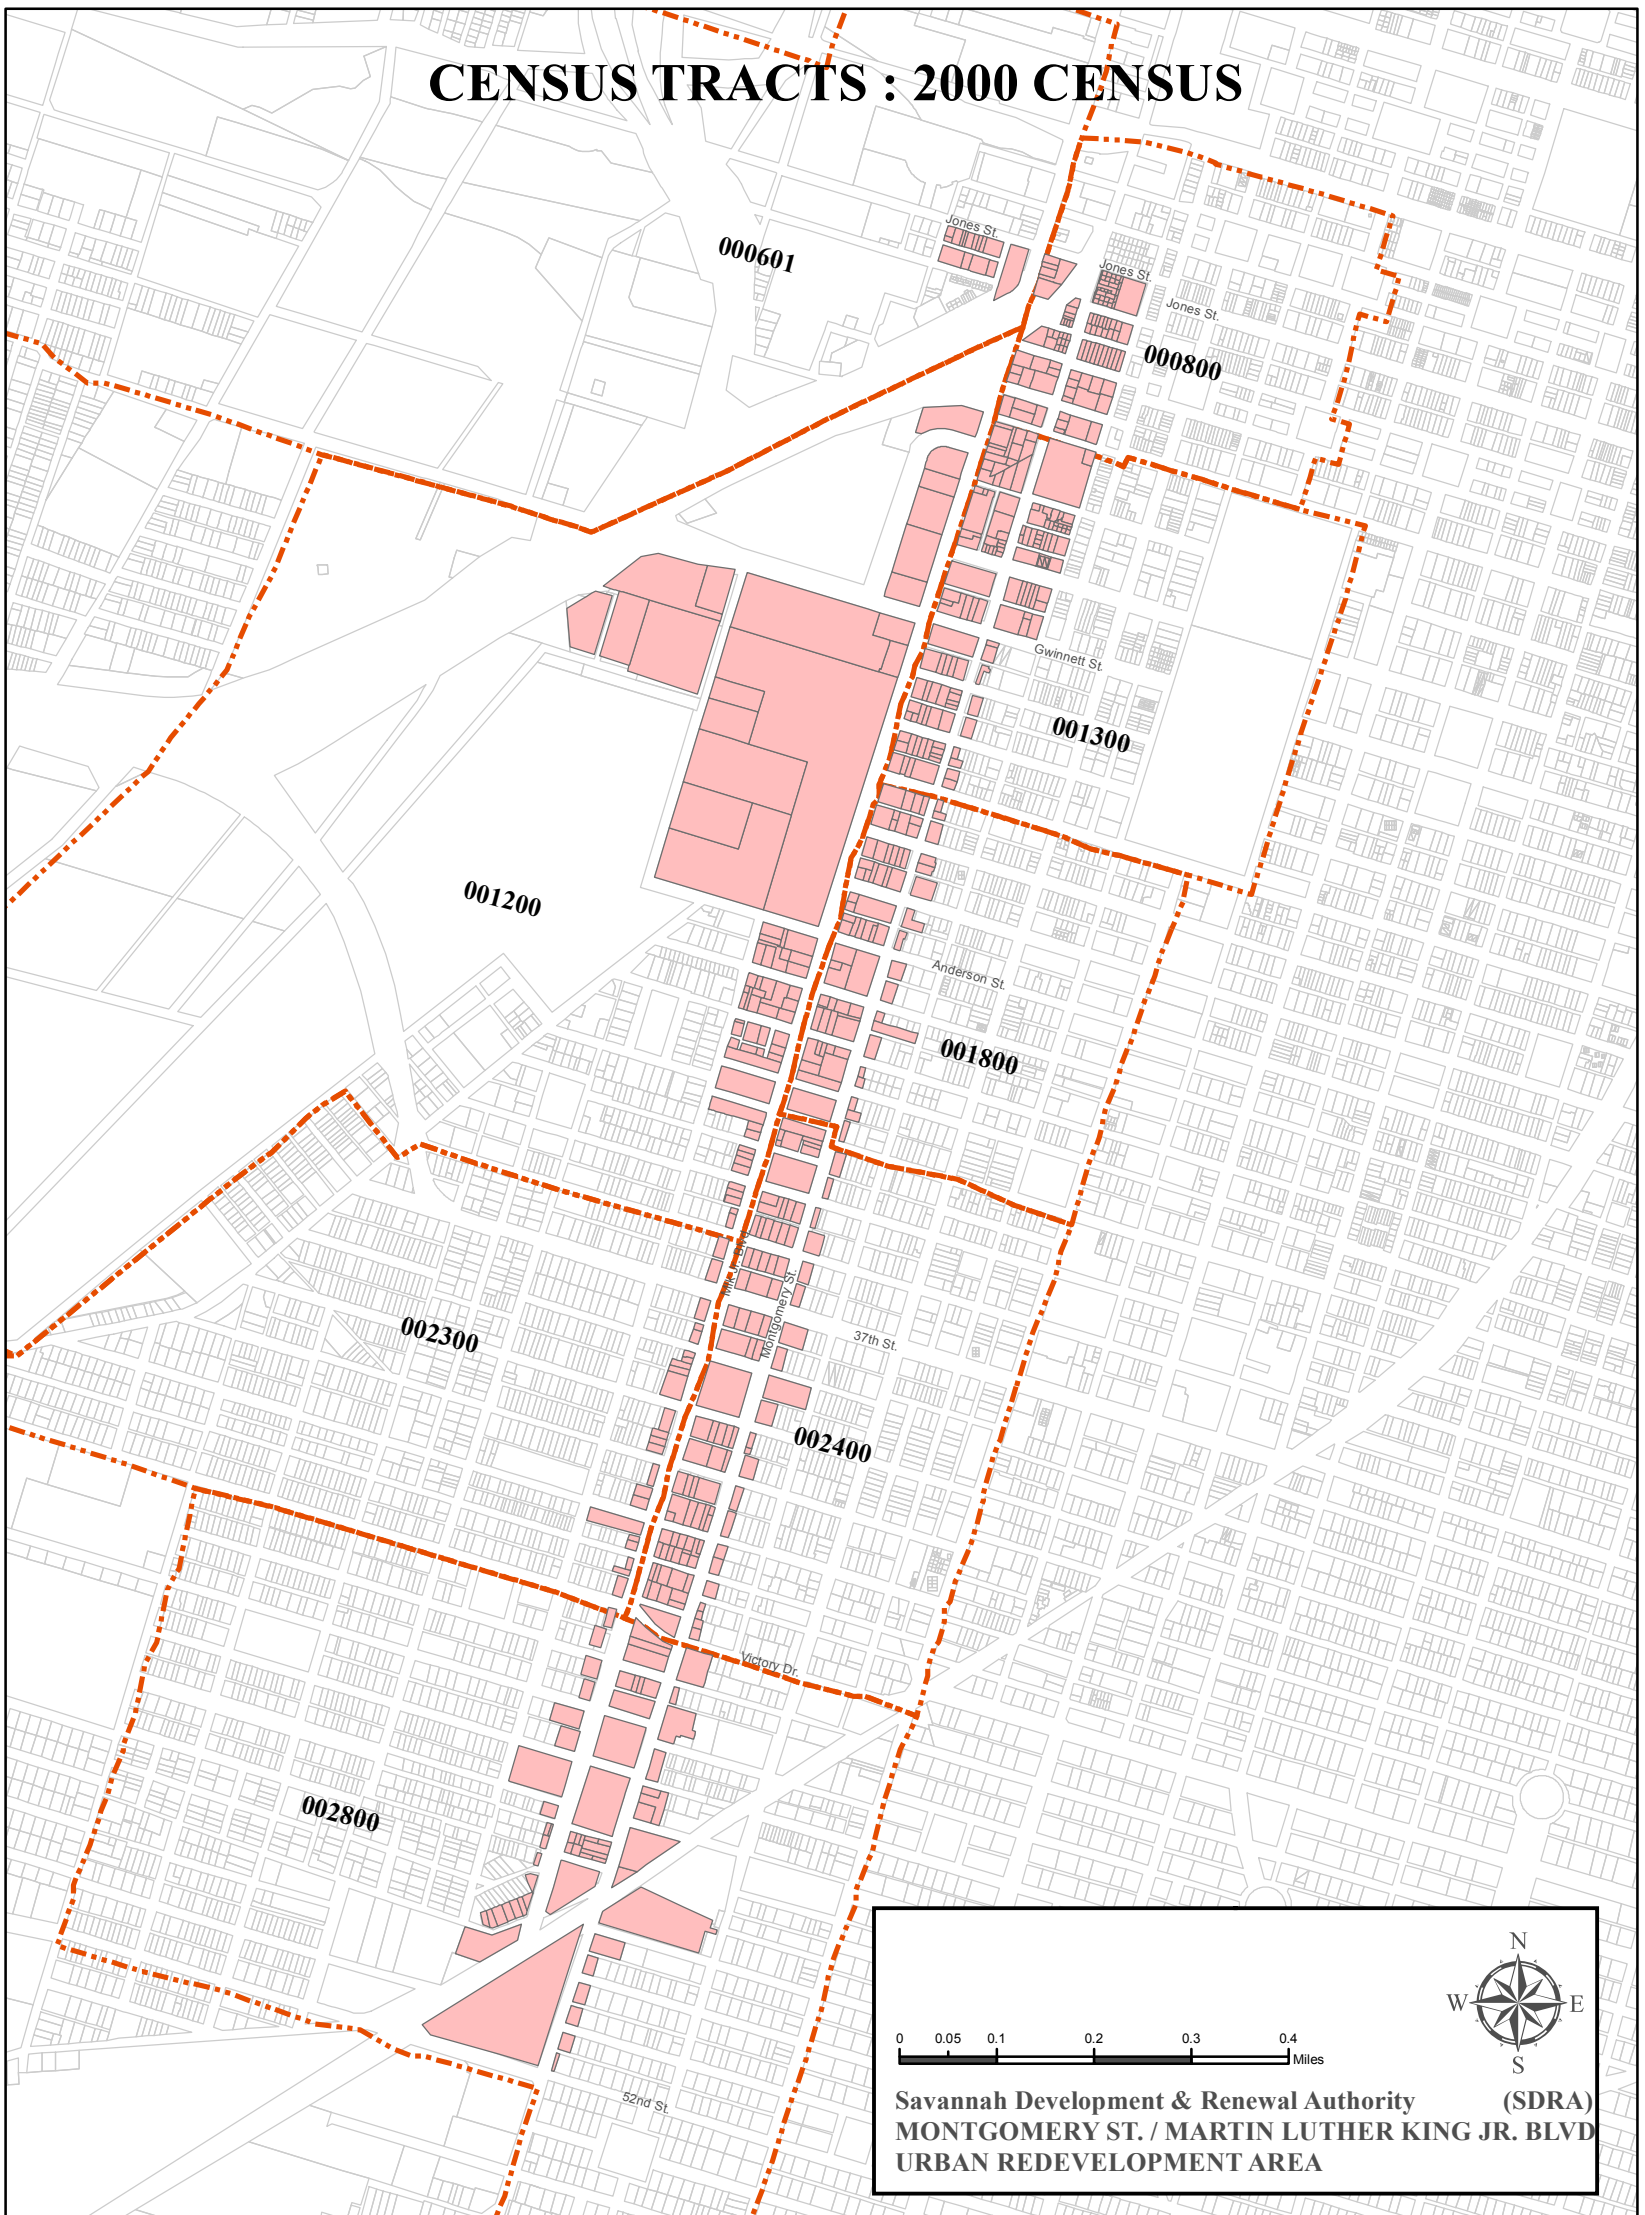 CENSUS TRACTS : 2000 CENSUS
Jones St.
000601
Jones St.
Jones St.
000800
Gwinnett St.
001300
001200
Anderson St.
001800
Mlk Jr. Blvd.
Montgomery St.
002300
37th St.
002400
Victory Dr.
002800
N
W E
S
0 0.05 0.1 0.2 0.3 0.4
Miles
Savannah Development & Renewal Authority (SDRA)
MONTGOMERY ST. / MARTIN LUTHER KING JR. BLVD
URBAN REDEVELOPMENT AREA
52nd St.